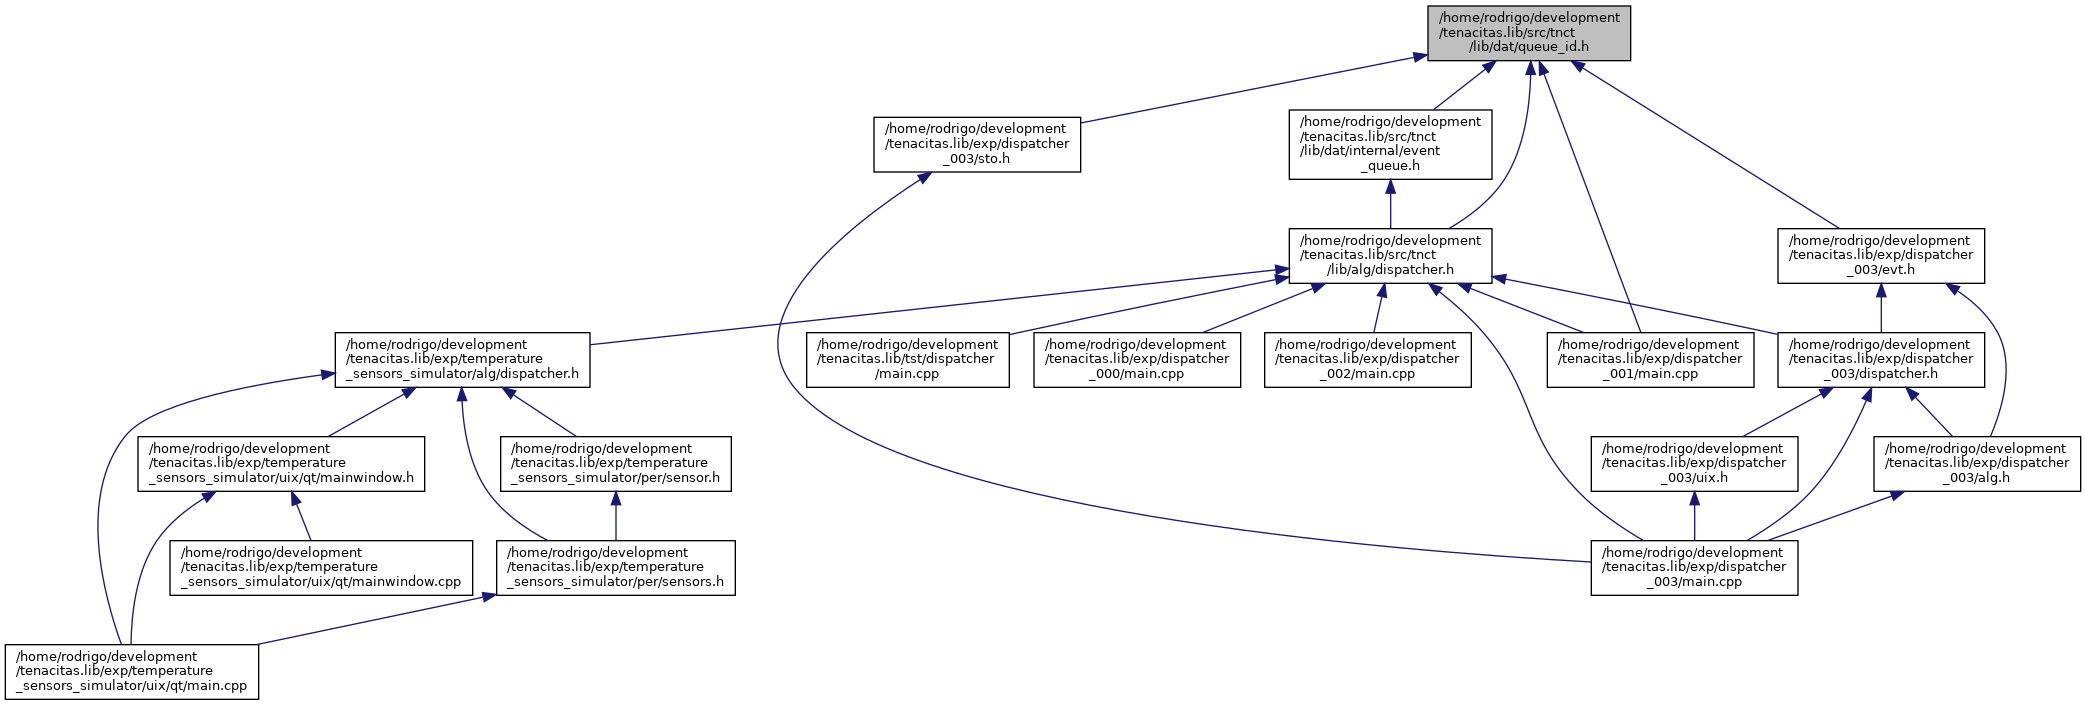 /home/rodrigo/development
/tenacitas.lib/src/tnct
/lib/dat/queue_id.h
/home/rodrigo/development
/tenacitas.lib/exp/dispatcher
_003/sto.h
/home/rodrigo/development
/tenacitas.lib/src/tnct
/lib/dat/internal/event
_queue.h
/home/rodrigo/development
/tenacitas.lib/src/tnct
/lib/alg/dispatcher.h
/home/rodrigo/development
/tenacitas.lib/exp/dispatcher
_003/evt.h
/home/rodrigo/development
/tenacitas.lib/exp/temperature
_sensors_simulator/alg/dispatcher.h
/home/rodrigo/development
/tenacitas.lib/tst/dispatcher
/main.cpp
/home/rodrigo/development
/tenacitas.lib/exp/dispatcher
_000/main.cpp
/home/rodrigo/development
/tenacitas.lib/exp/dispatcher
_002/main.cpp
/home/rodrigo/development
/tenacitas.lib/exp/dispatcher
_001/main.cpp
/home/rodrigo/development
/tenacitas.lib/exp/dispatcher
_003/dispatcher.h
/home/rodrigo/development
/tenacitas.lib/exp/temperature
_sensors_simulator/uix/qt/mainwindow.h
/home/rodrigo/development
/tenacitas.lib/exp/temperature
_sensors_simulator/per/sensor.h
/home/rodrigo/development
/tenacitas.lib/exp/dispatcher
_003/uix.h
/home/rodrigo/development
/tenacitas.lib/exp/dispatcher
_003/alg.h
/home/rodrigo/development
/tenacitas.lib/exp/temperature
_sensors_simulator/uix/qt/mainwindow.cpp
/home/rodrigo/development
/tenacitas.lib/exp/temperature
_sensors_simulator/per/sensors.h
/home/rodrigo/development
/tenacitas.lib/exp/dispatcher
_003/main.cpp
/home/rodrigo/development
/tenacitas.lib/exp/temperature
_sensors_simulator/uix/qt/main.cpp